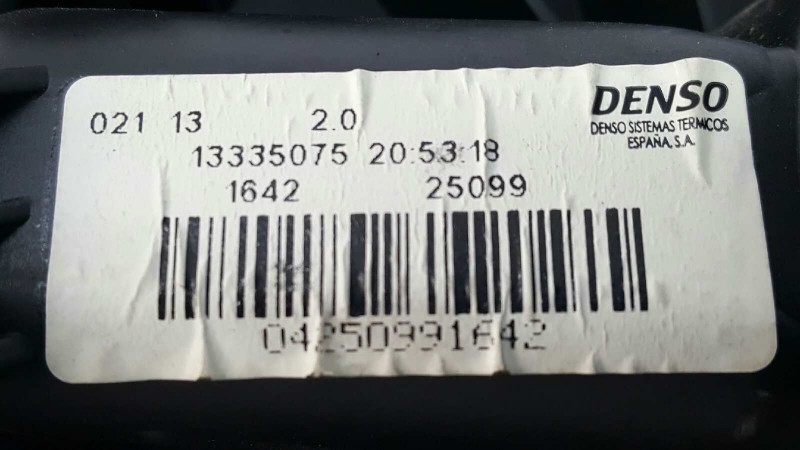 DENSO
DENSO SISTEMAS TERMICOS
ESPAÑA, S.A.
021 13 2.0
13335075 20:53:18
1642 25099
04250991642